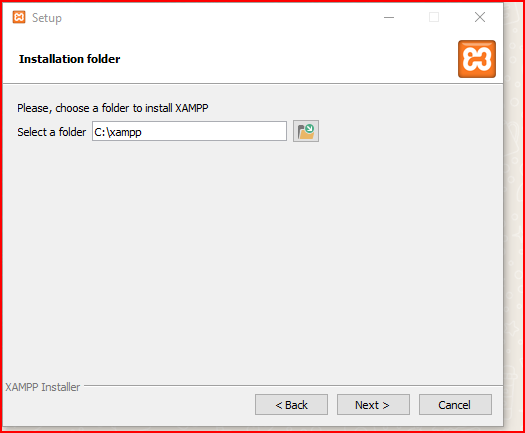 Setup
Installation folder
Please, choose a folder to install XAMPP
Select a folder C:\xampp
XAMPP Installer
< Back Next > Cancel